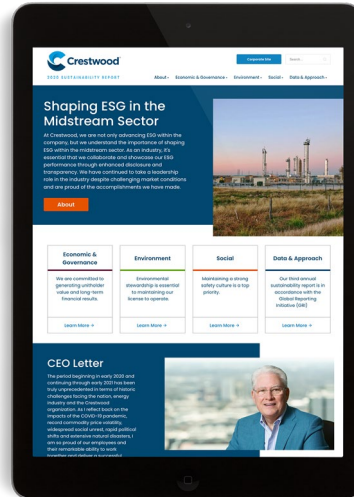 Crestwood
Corporate Site
Search...
2020 SUSTAINABILITY REPORT
About
Economic & Governance
Environment
Social
Data & Approach
Shaping ESG in the
Midstream Sector
At Crestwood, we are not only advancing ESG within the
company, but we understand the importance of shaping
ESG within the midstream sector. As an industry, it's
essential that we collaborate and showcase our ESG
performance through enhanced disclosure and
transparency. We have continued to take a leadership
role in the industry despite challenging market conditions
and are proud of the accomplishments we have made.
About
Economic &
Governance
We are committed to
generating unitholder
value and long-term
financial results.
Learn More →
Environment
Environmental
stewardship is essential
to maintaining our
license to operate.
Learn More →
Social
Maintaining a strong
safety culture is a top
priority.
Learn More →
Data & Approach
Our third annual
sustainability report is in
accordance with the
Global Reporting
Initiative (GRI)
Learn More →
CEO Letter
The period beginning in early 2020 and
continuing through early 2021 has been
truly unprecedented in terms of historic
challenges facing the nation, energy
industry and the Crestwood
organization. As I reflect back on the
impacts of the COVID-19 pandemic,
record commodity price volatility,
widespread social unrest, rapid political
shifts and extensive natural disasters, I
am so proud of our employees and
their remarkable ability to work
together and deliver a successful